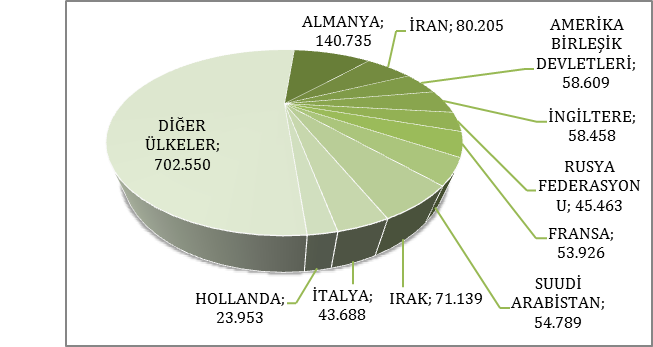 ALMANYA;
140.735
İRAN; 80.205
AMERİKA
BİRLEŞİK
DEVLETLERİ;
58.609
İNGİLTERE;
58.458
RUSYA
FEDERASYON
U; 45.463
FRANSA;
53.926
SUUDİ
ARABİSTAN;
54.789
IRAK; 71.139
İTALYA;
43.688
HOLLANDA;
23.953
DİĞER
ÜLKELER;
702.550